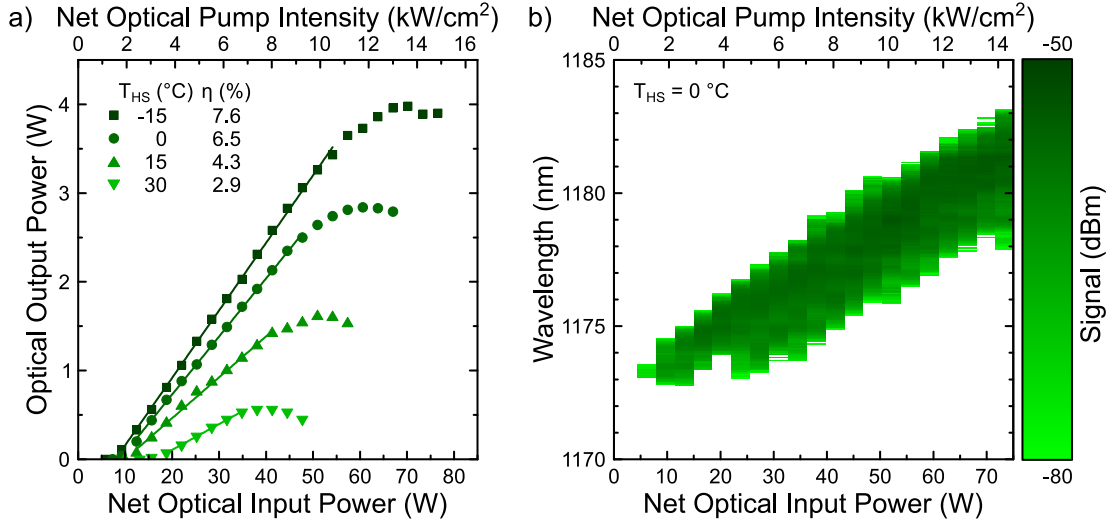 a)
Net Optical Pump Intensity (kW/cm²)
0 2 4 6 8 10 12 14 16
T_HS (°C) η (%)
-15 7.6
0 6.5
15 4.3
30 2.9
Optical Output Power (W)
4
3
2
1
0
0 10 20 30 40 50 60 70 80
Net Optical Input Power (W)
b)
Net Optical Pump Intensity (kW/cm²)
0 2 4 6 8 10 12 14
T_HS = 0 °C
Wavelength (nm)
1185
1180
1175
1170
0 10 20 30 40 50 60 70
Net Optical Input Power (W)
-50
Signal (dBm)
-80